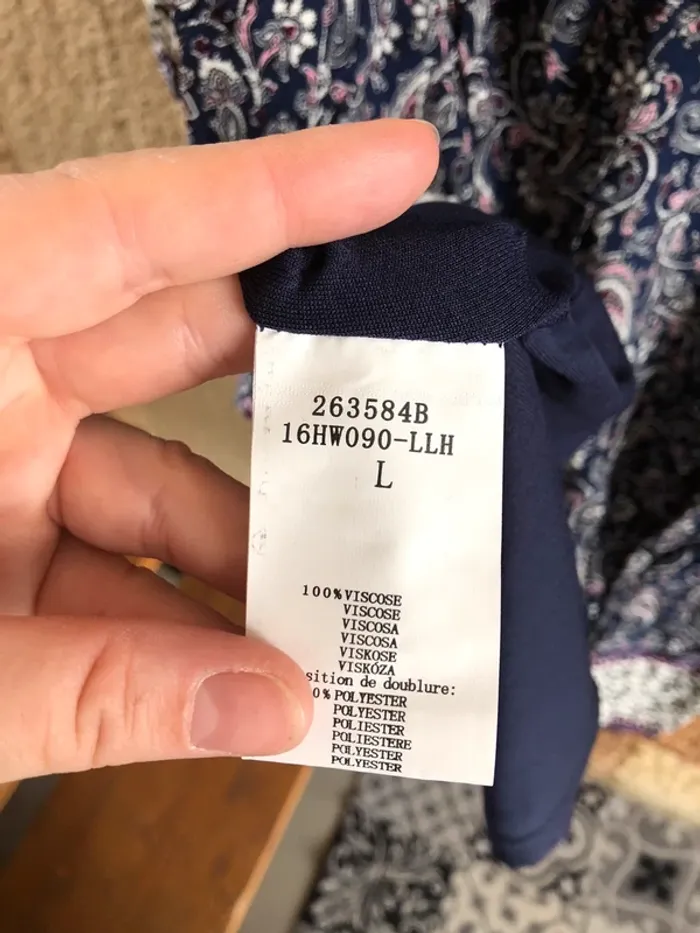 263584B
16HW090-LLH
L
100%VISCOSE
VISCOSE
VISCOSA
VISCOSA
VISKOSE
VISKÓZA
sition de doublure:
0%POLYESTER
POLYESTER
POLIESTER
POLIESTERE
POLYESTER
POLYESTER